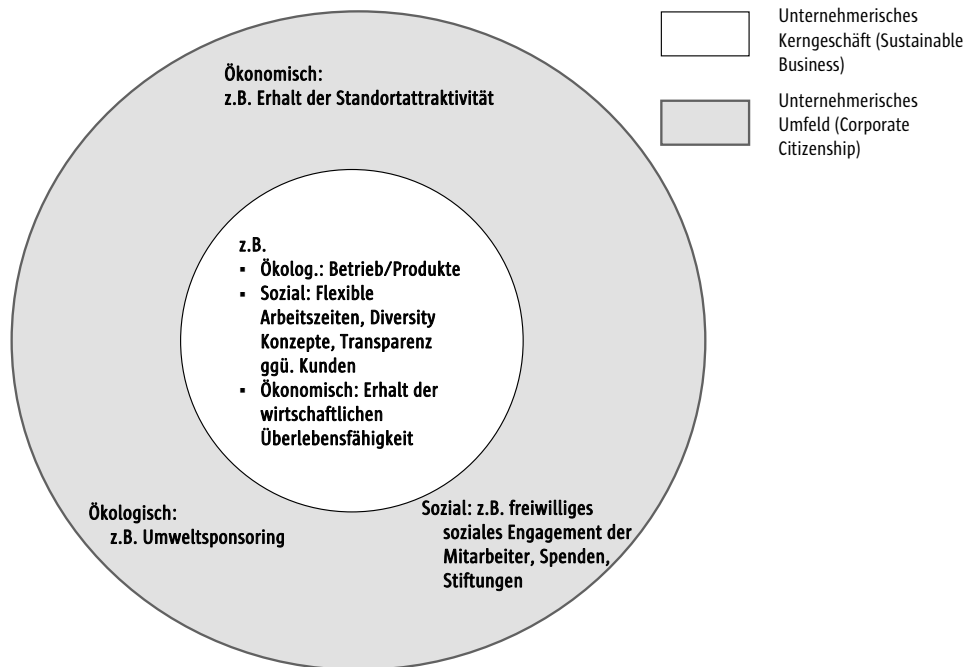 Unternehmerisches
Kerngeschäft (Sustainable
Business)
Unternehmerisches
Umfeld (Corporate
Citizenship)
Ökonomisch:
z.B. Erhalt der Standortattraktivität
z.B.
▪ Ökolog.: Betrieb/Produkte
▪ Sozial: Flexible
Arbeitszeiten, Diversity
Konzepte, Transparenz
ggü. Kunden
▪ Ökonomisch: Erhalt der
wirtschaftlichen
Überlebensfähigkeit
Ökologisch:
z.B. Umweltsponsoring
Sozial: z.B. freiwilliges
soziales Engagement der
Mitarbeiter, Spenden,
Stiftungen